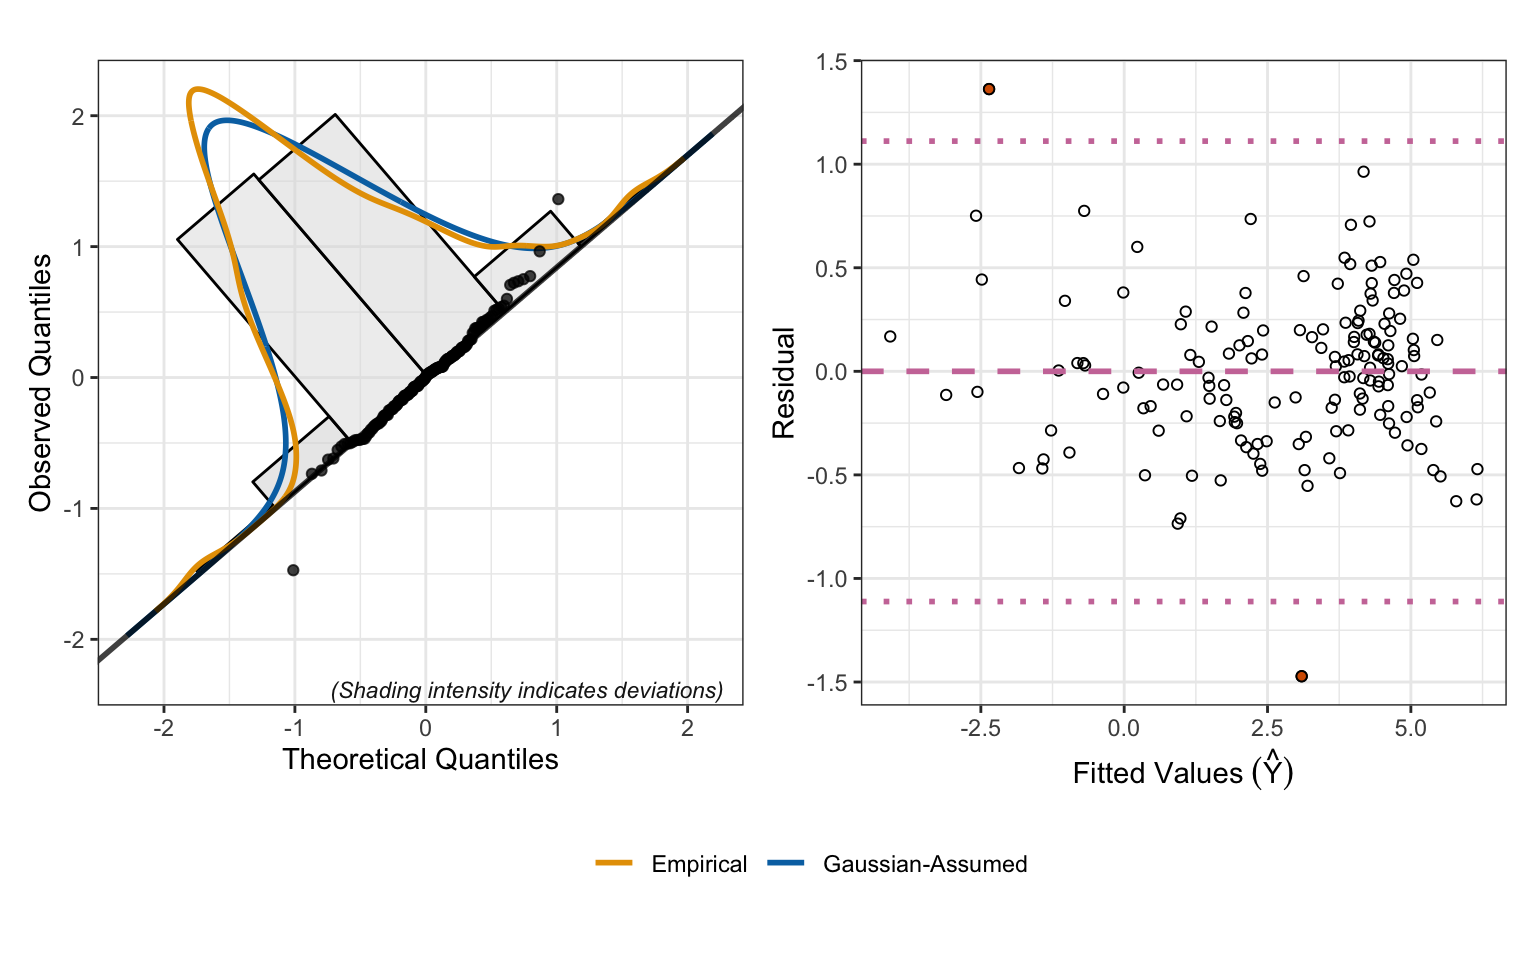 Observed Quantiles
2
1
0
-1
-2
(Shading intensity indicates deviations)
-2 -1 0 1 2
Theoretical Quantiles
Residual
1.5
1.0
0.5
0.0
-0.5
-1.0
-1.5
-2.5 0.0 2.5 5.0
Fitted Values (Ŷ)
Empirical Gaussian-Assumed